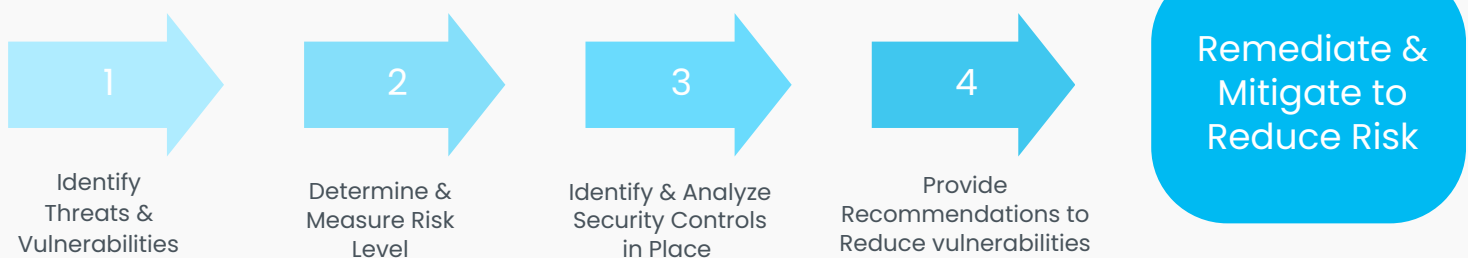 1
Identify
Threats &
Vulnerabilities
2
Determine &
Measure Risk
Level
3
Identify & Analyze
Security Controls
in Place
4
Provide
Recommendations to
Reduce vulnerabilities
Remediate &
Mitigate to
Reduce Risk